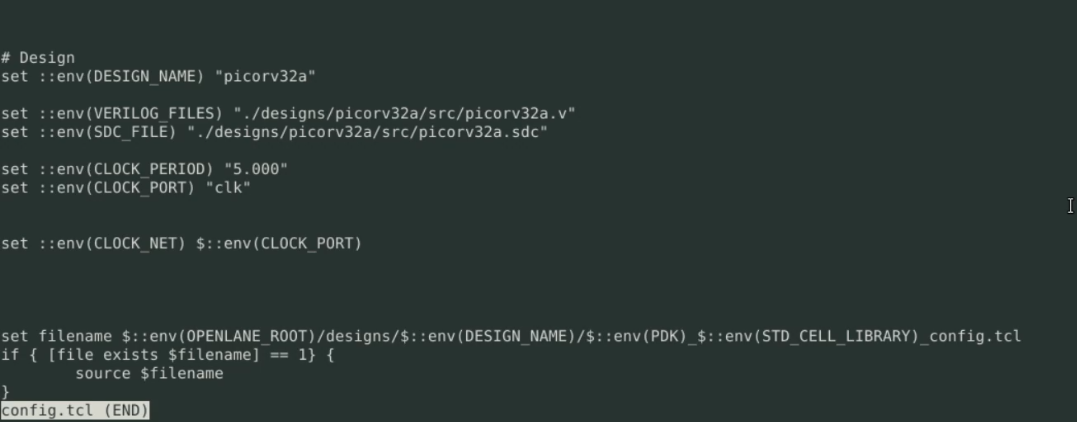 # Design
set ::env(DESIGN_NAME) "picorv32a"
set ::env(VERILOG_FILES) "./designs/picorv32a/src/picorv32a.v"
set ::env(SDC_FILE) "./designs/picorv32a/src/picorv32a.sdc"
set ::env(CLOCK_PERIOD) "5.000"
set ::env(CLOCK_PORT) "clk"
set ::env(CLOCK_NET) $::env(CLOCK_PORT)
set filename $::env(OPENLANE_ROOT)/designs/$::env(DESIGN_NAME)/$::env(PDK)_$::env(STD_CELL_LIBRARY)_config.tcl
if { [file exists $filename] == 1} {
        source $filename
}
config.tcl (END)